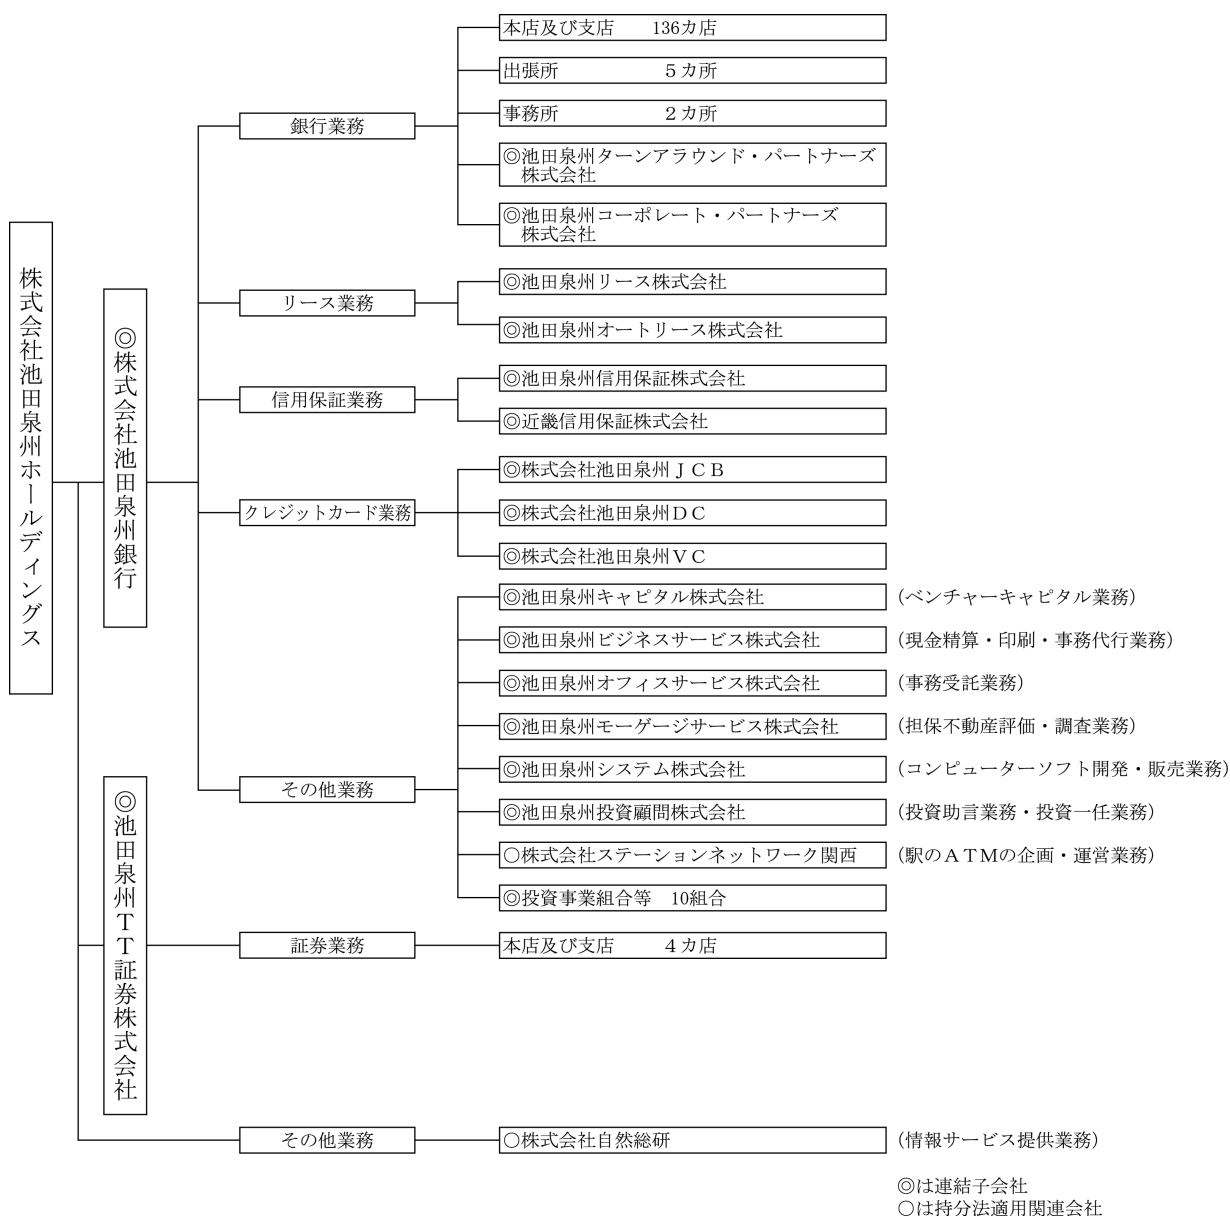 株式会社池田泉州ホールディングス
◎株式会社池田泉州銀行
銀行業務
本店及び支店　　136カ店
出張所　　　　　　５カ所
事務所　　　　　　２カ所
◎池田泉州ターンアラウンド・パートナーズ
株式会社
◎池田泉州コーポレート・パートナーズ
株式会社
リース業務
◎池田泉州リース株式会社
◎池田泉州オートリース株式会社
信用保証業務
◎池田泉州信用保証株式会社
◎近畿信用保証株式会社
クレジットカード業務
◎株式会社池田泉州ＪＣＢ
◎株式会社池田泉州ＤＣ
◎株式会社池田泉州ＶＣ
その他業務
◎池田泉州キャピタル株式会社　（ベンチャーキャピタル業務）
◎池田泉州ビジネスサービス株式会社　（現金精算・印刷・事務代行業務）
◎池田泉州オフィスサービス株式会社　（事務受託業務）
◎池田泉州モーゲージサービス株式会社　（担保不動産評価・調査業務）
◎池田泉州システム株式会社　（コンピューターソフト開発・販売業務）
◎池田泉州投資顧問株式会社　（投資助言業務・投資一任業務）
○株式会社ステーションネットワーク関西　（駅のＡＴＭの企画・運営業務）
◎投資事業組合等　10組合
◎池田泉州ＴＴ証券株式会社
証券業務
本店及び支店　　　４カ店
その他業務
○株式会社自然総研　（情報サービス提供業務）
◎は連結子会社
○は持分法適用関連会社